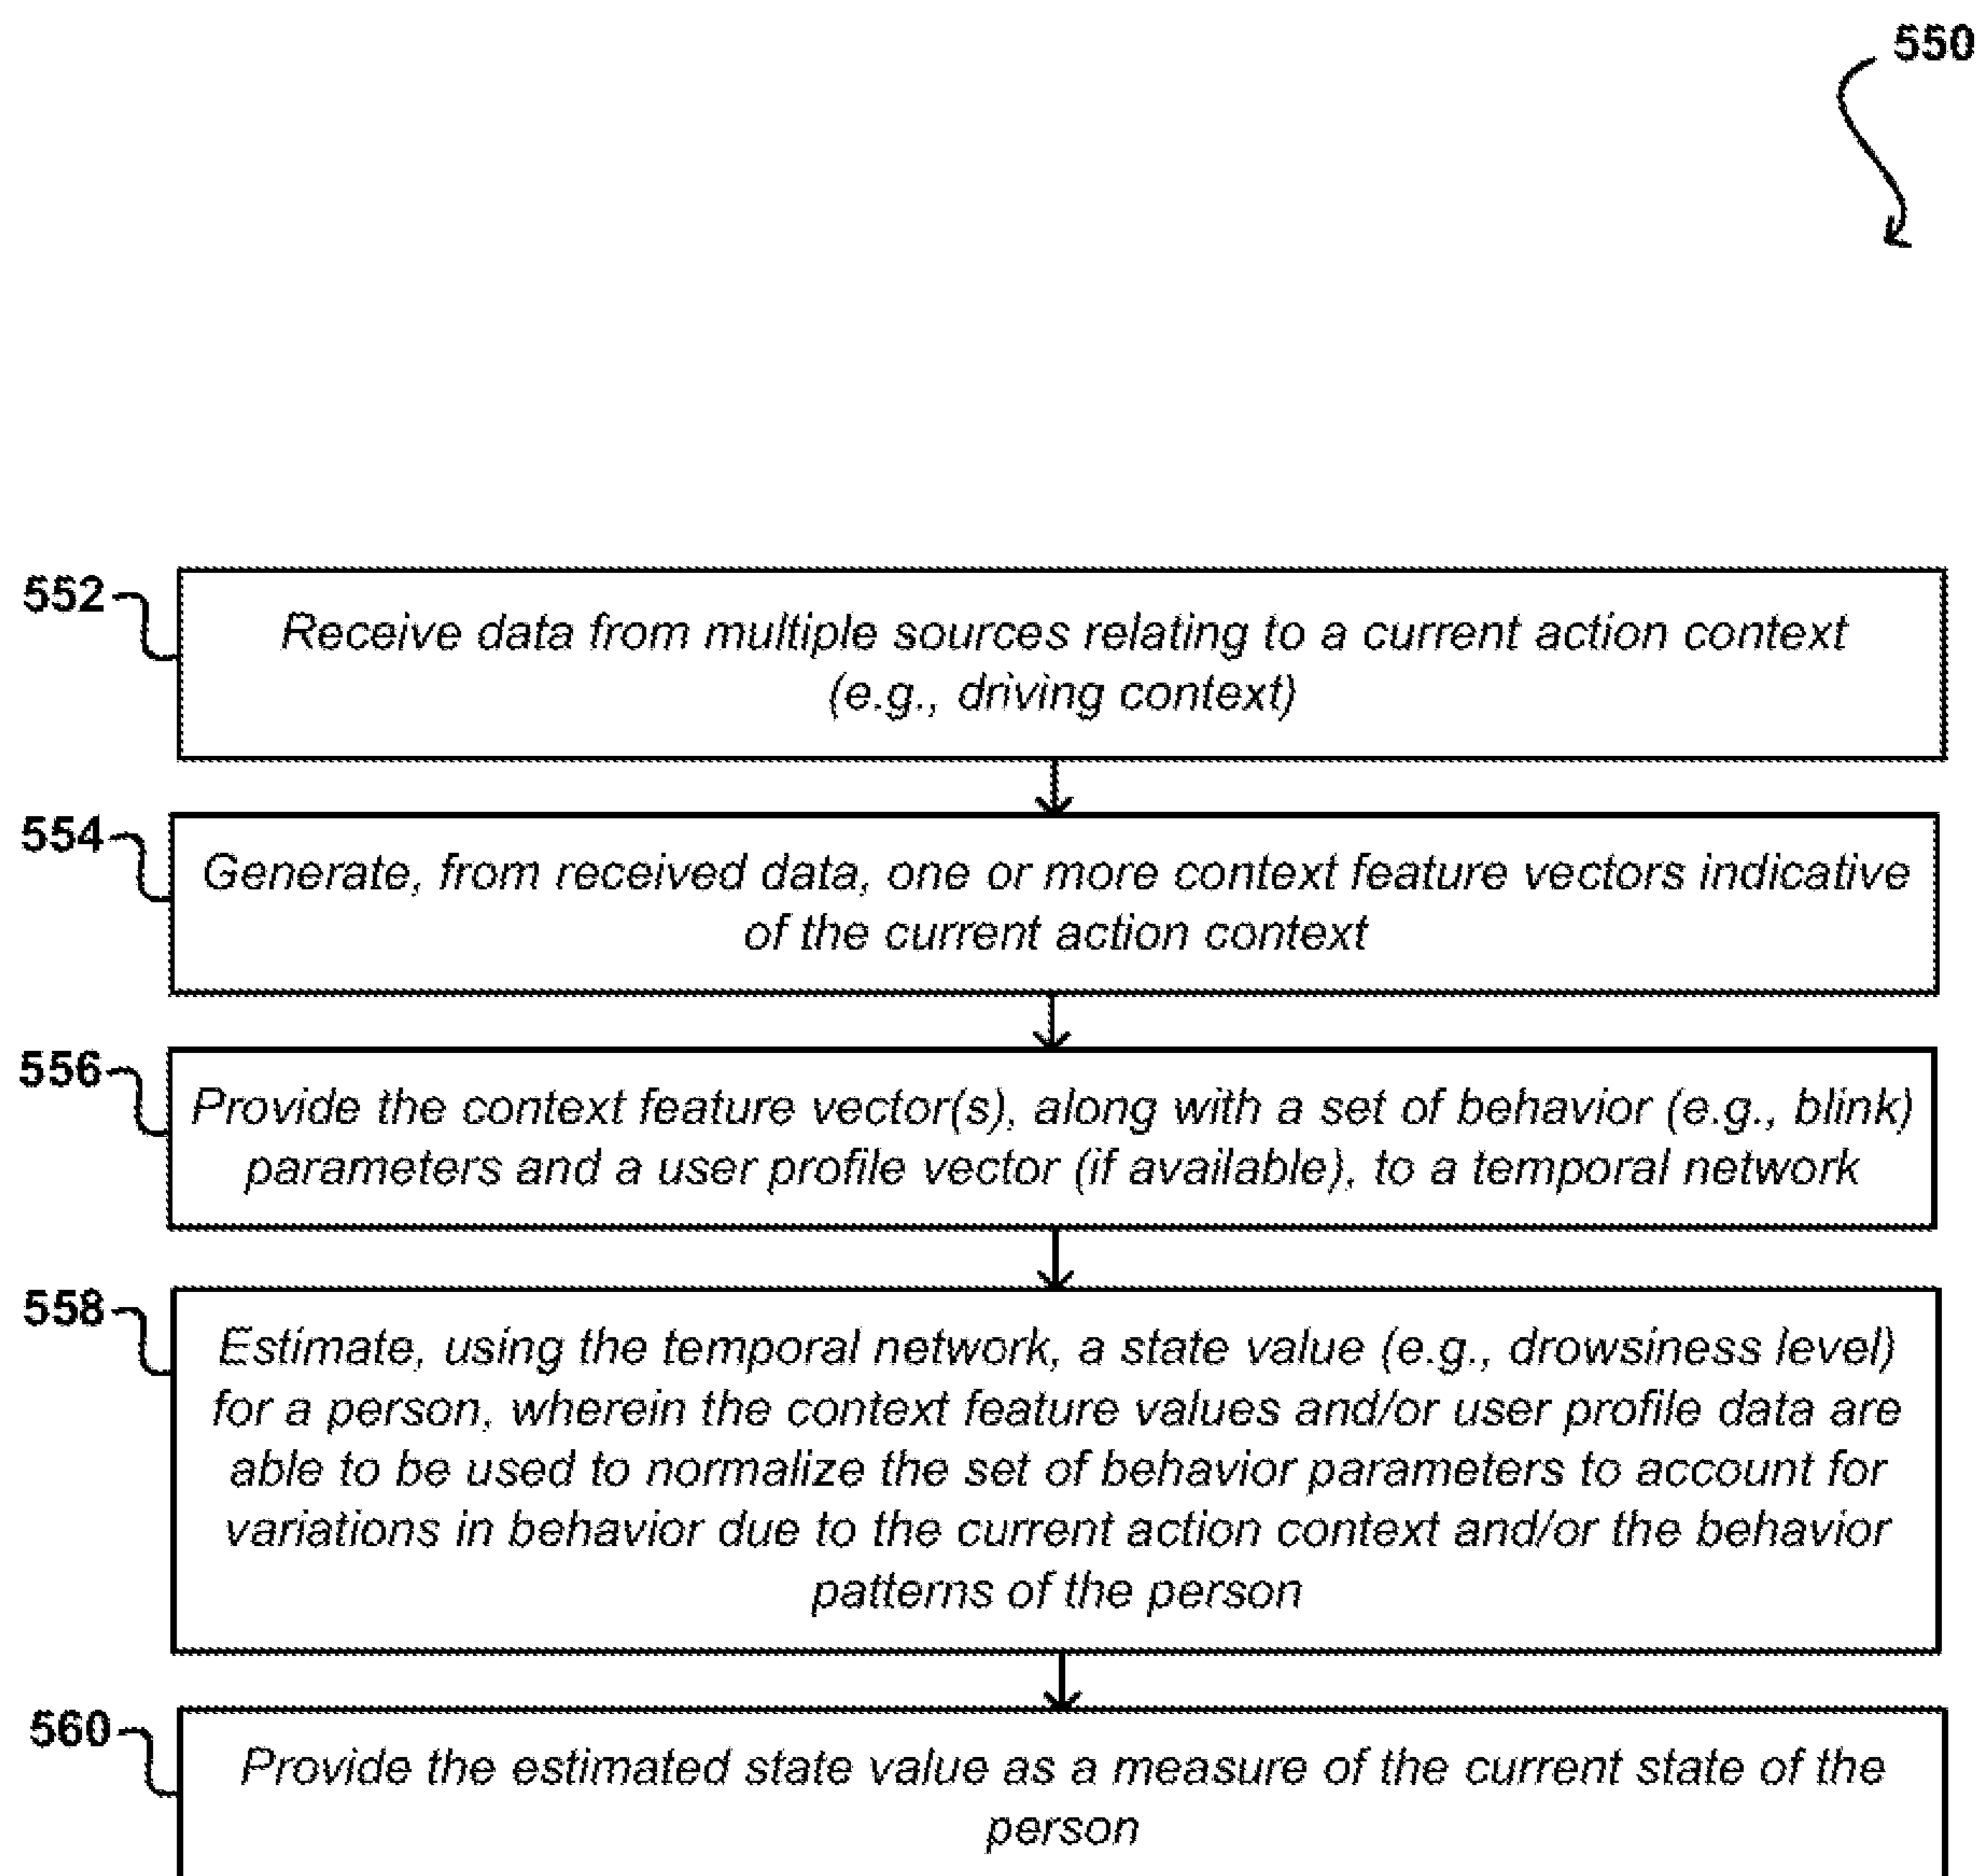 550
552
Receive data from multiple sources relating to a current action context
(e.g., driving context)
554
Generate, from received data, one or more context feature vectors indicative
of the current action context
556
Provide the context feature vector(s), along with a set of behavior (e.g., blink)
parameters and a user profile vector (if available), to a temporal network
558
Estimate, using the temporal network, a state value (e.g., drowsiness level)
for a person, wherein the context feature values and/or user profile data are
able to be used to normalize the set of behavior parameters to account for
variations in behavior due to the current action context and/or the behavior
patterns of the person
560
Provide the estimated state value as a measure of the current state of the
person